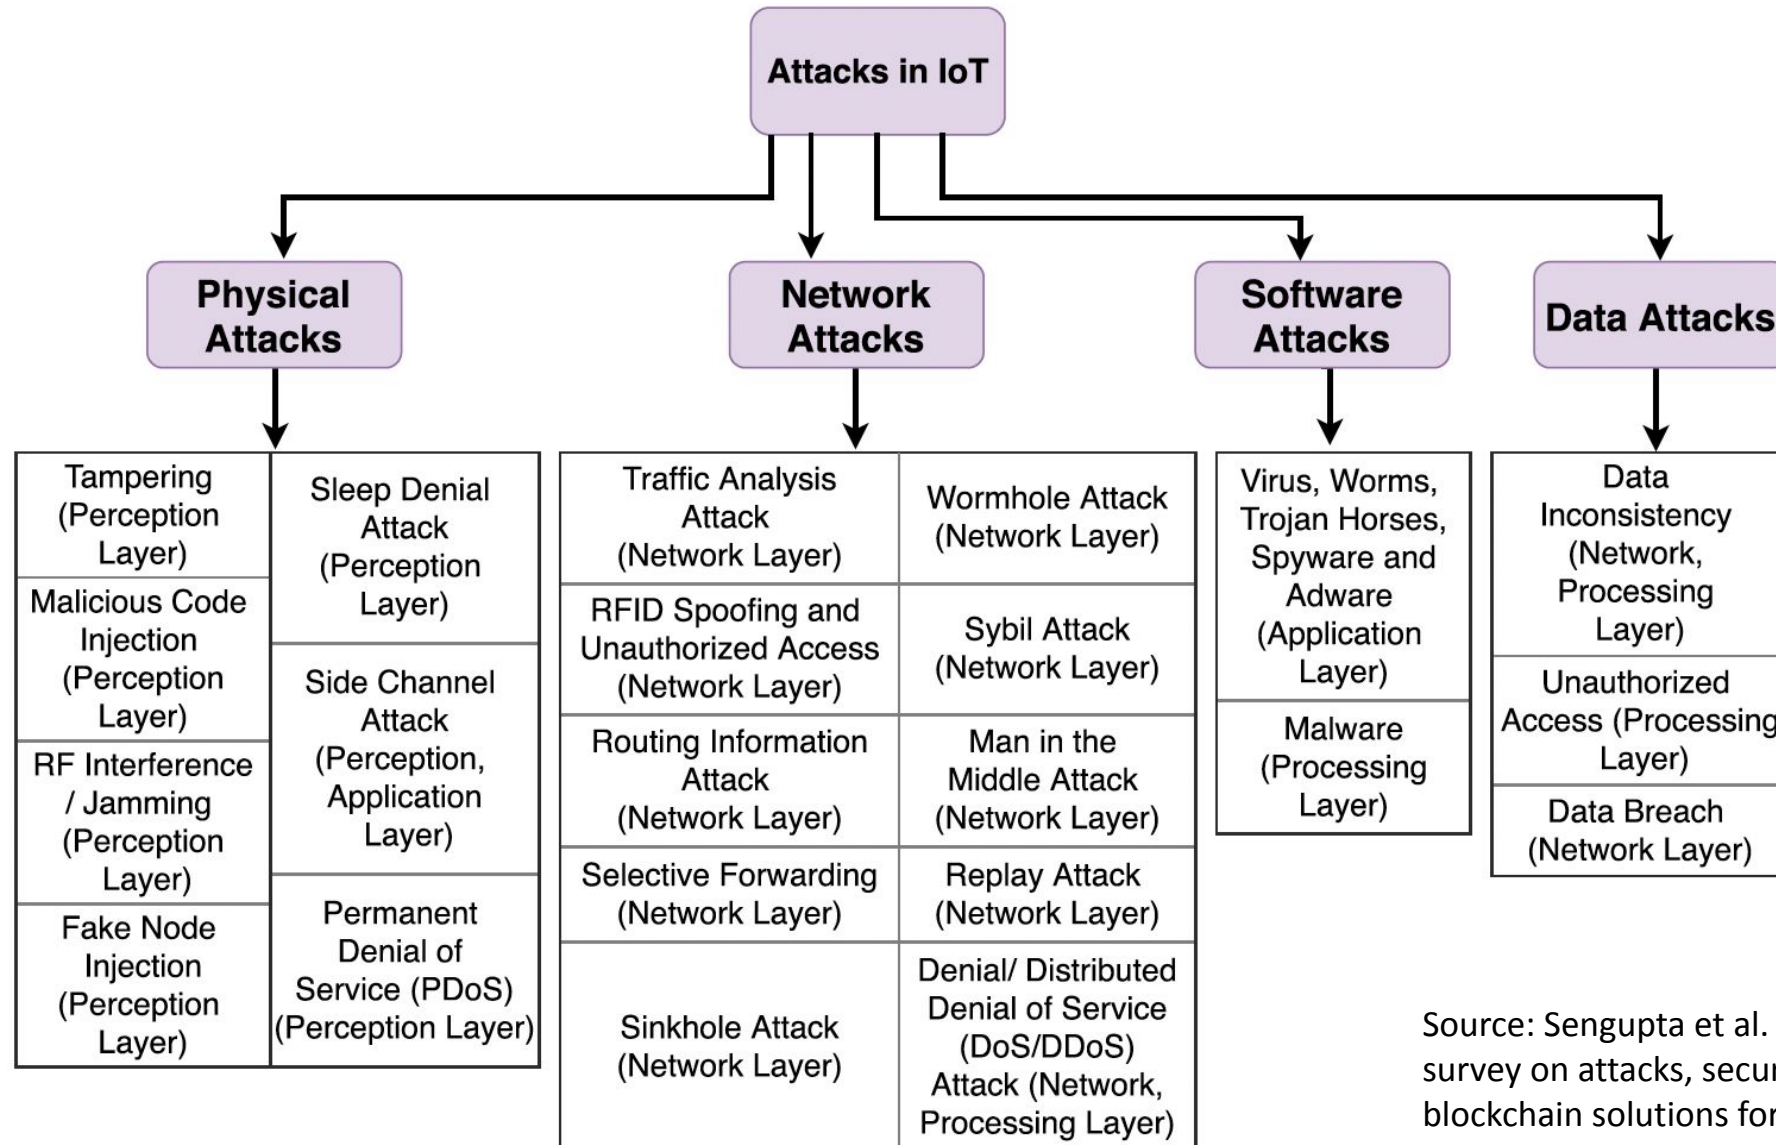 Attacks in IoT
Physical
Attacks
Network
Attacks
Software
Attacks
Data Attacks
Tampering
(Perception
Layer)
Malicious Code
Injection
(Perception
Layer)
RF Interference
/ Jamming
(Perception
Layer)
Fake Node
Injection
(Perception
Layer)
Sleep Denial
Attack
(Perception
Layer)
Side Channel
Attack
(Perception,
Application
Layer)
Permanent
Denial of
Service (PDoS)
(Perception Layer)
Traffic Analysis
Attack
(Network Layer)
RFID Spoofing and
Unauthorized Access
(Network Layer)
Routing Information
Attack
(Network Layer)
Selective Forwarding
(Network Layer)
Sinkhole Attack
(Network Layer)
Wormhole Attack
(Network Layer)
Sybil Attack
(Network Layer)
Man in the
Middle Attack
(Network Layer)
Replay Attack
(Network Layer)
Denial/ Distributed
Denial of Service
(DoS/DDoS)
Attack (Network,
Processing Layer)
Virus, Worms,
Trojan Horses,
Spyware and
Adware
(Application
Layer)
Malware
(Processing
Layer)
Data
Inconsistency
(Network,
Processing
Layer)
Unauthorized
Access (Processing
Layer)
Data Breach
(Network Layer)
Source: Sengupta et al.
survey on attacks,
blockchain solutions for